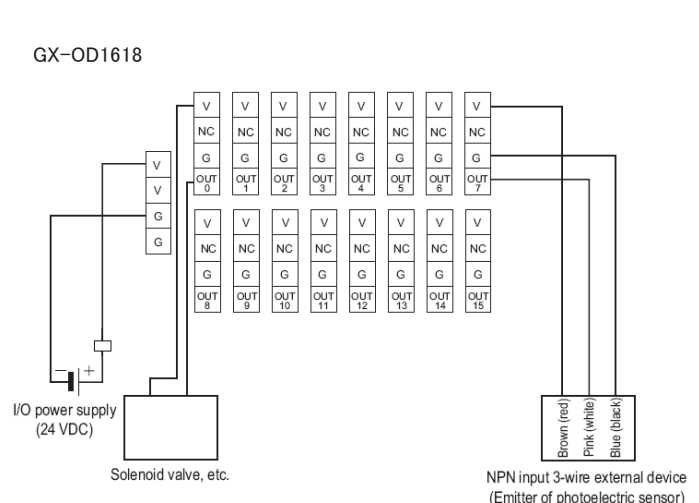 GX-OD1618
V V V V V V V V
NC NC NC NC NC NC NC NC
G G G G G G G G
OUT 0 OUT 1 OUT 2 OUT 3 OUT 4 OUT 5 OUT 6 OUT 7
V
V
G
G
V V V V V V V V
NC NC NC NC NC NC NC NC
G G G G G G G G
OUT 8 OUT 9 OUT 10 OUT 11 OUT 12 OUT 13 OUT 14 OUT 15
− +
I/O power supply
(24 VDC)
Solenoid valve, etc.
Brown (red)
Pink (white)
Blue (black)
NPN input 3-wire external device
(Emitter of photoelectric sensor)